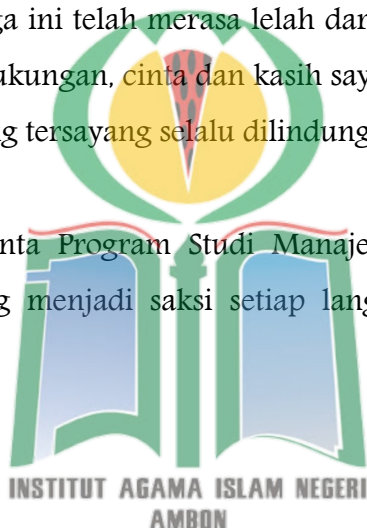 ga ini telah merasa lelah dan
ukungan, cinta dan kasih say
g tersayang selalu dilindung
nta Program Studi Manaje
g menjadi saksi setiap lang
INSTITUT AGAMA ISLAM NEGERI
AMBON